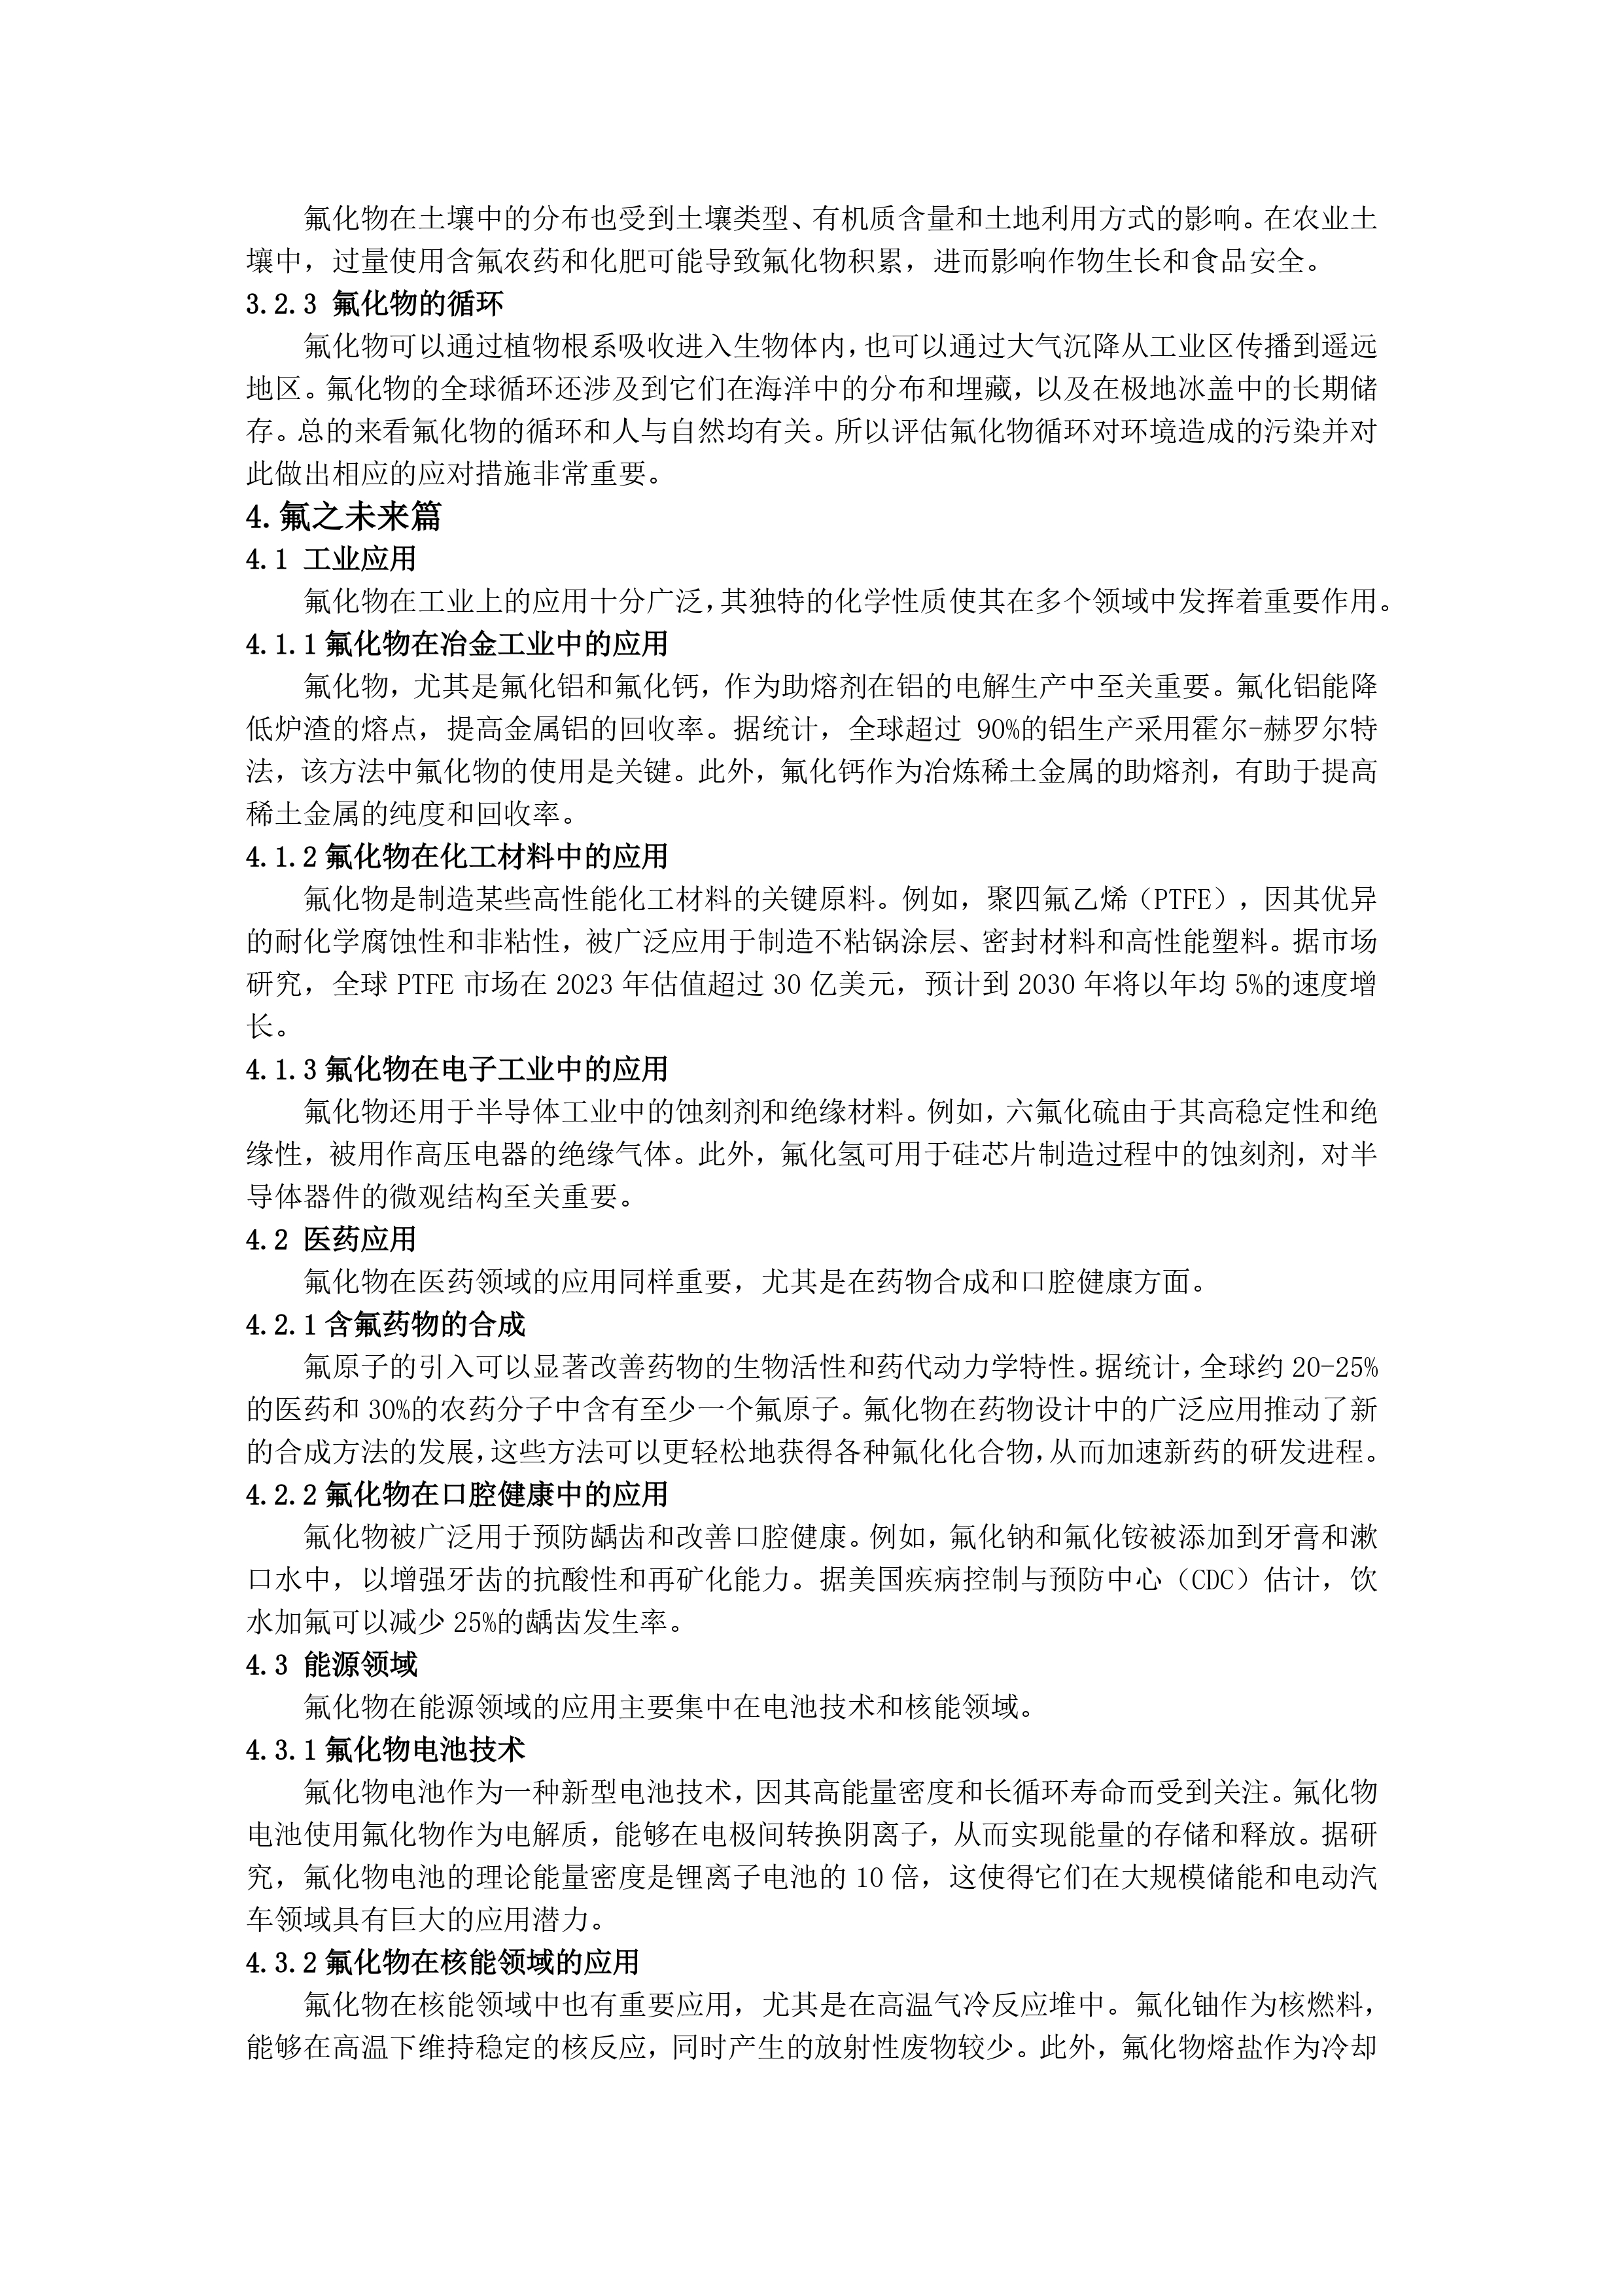 氟化物在土壤中的分布也受到土壤类型、有机质含量和土地利用方式的影响。在农业土
壤中，过量使用含氟农药和化肥可能导致氟化物积累，进而影响作物生长和食品安全。
3.2.3 氟化物的循环
氟化物可以通过植物根系吸收进入生物体内，也可以通过大气沉降从工业区传播到遥远
地区。氟化物的全球循环还涉及到它们在海洋中的分布和埋藏，以及在极地冰盖中的长期储
存。总的来看氟化物的循环和人与自然均有关。所以评估氟化物循环对环境造成的污染并对
此做出相应的应对措施非常重要。
4.氟之未来篇
4.1 工业应用
氟化物在工业上的应用十分广泛，其独特的化学性质使其在多个领域中发挥着重要作用。
4.1.1氟化物在冶金工业中的应用
氟化物，尤其是氟化铝和氟化钙，作为助熔剂在铝的电解生产中至关重要。氟化铝能降
低炉渣的熔点，提高金属铝的回收率。据统计，全球超过 90%的铝生产采用霍尔-赫罗尔特
法，该方法中氟化物的使用是关键。此外，氟化钙作为冶炼稀土金属的助熔剂，有助于提高
稀土金属的纯度和回收率。
4.1.2氟化物在化工材料中的应用
氟化物是制造某些高性能化工材料的关键原料。例如，聚四氟乙烯（PTFE），因其优异
的耐化学腐蚀性和非粘性，被广泛应用于制造不粘锅涂层、密封材料和高性能塑料。据市场
研究，全球 PTFE 市场在 2023 年估值超过 30 亿美元，预计到 2030 年将以年均 5%的速度增
长。
4.1.3氟化物在电子工业中的应用
氟化物还用于半导体工业中的蚀刻剂和绝缘材料。例如，六氟化硫由于其高稳定性和绝
缘性，被用作高压电器的绝缘气体。此外，氟化氢可用于硅芯片制造过程中的蚀刻剂，对半
导体器件的微观结构至关重要。
4.2 医药应用
氟化物在医药领域的应用同样重要，尤其是在药物合成和口腔健康方面。
4.2.1含氟药物的合成
氟原子的引入可以显著改善药物的生物活性和药代动力学特性。据统计，全球约 20-25%
的医药和 30%的农药分子中含有至少一个氟原子。氟化物在药物设计中的广泛应用推动了新
的合成方法的发展，这些方法可以更轻松地获得各种氟化化合物，从而加速新药的研发进程。
4.2.2氟化物在口腔健康中的应用
氟化物被广泛用于预防龋齿和改善口腔健康。例如，氟化钠和氟化铵被添加到牙膏和漱
口水中，以增强牙齿的抗酸性和再矿化能力。据美国疾病控制与预防中心（CDC）估计，饮
水加氟可以减少 25%的龋齿发生率。
4.3 能源领域
氟化物在能源领域的应用主要集中在电池技术和核能领域。
4.3.1氟化物电池技术
氟化物电池作为一种新型电池技术，因其高能量密度和长循环寿命而受到关注。氟化物
电池使用氟化物作为电解质，能够在电极间转换阴离子，从而实现能量的存储和释放。据研
究，氟化物电池的理论能量密度是锂离子电池的 10 倍，这使得它们在大规模储能和电动汽
车领域具有巨大的应用潜力。
4.3.2氟化物在核能领域的应用
氟化物在核能领域中也有重要应用，尤其是在高温气冷反应堆中。氟化铀作为核燃料，
能够在高温下维持稳定的核反应，同时产生的放射性废物较少。此外，氟化物熔盐作为冷却